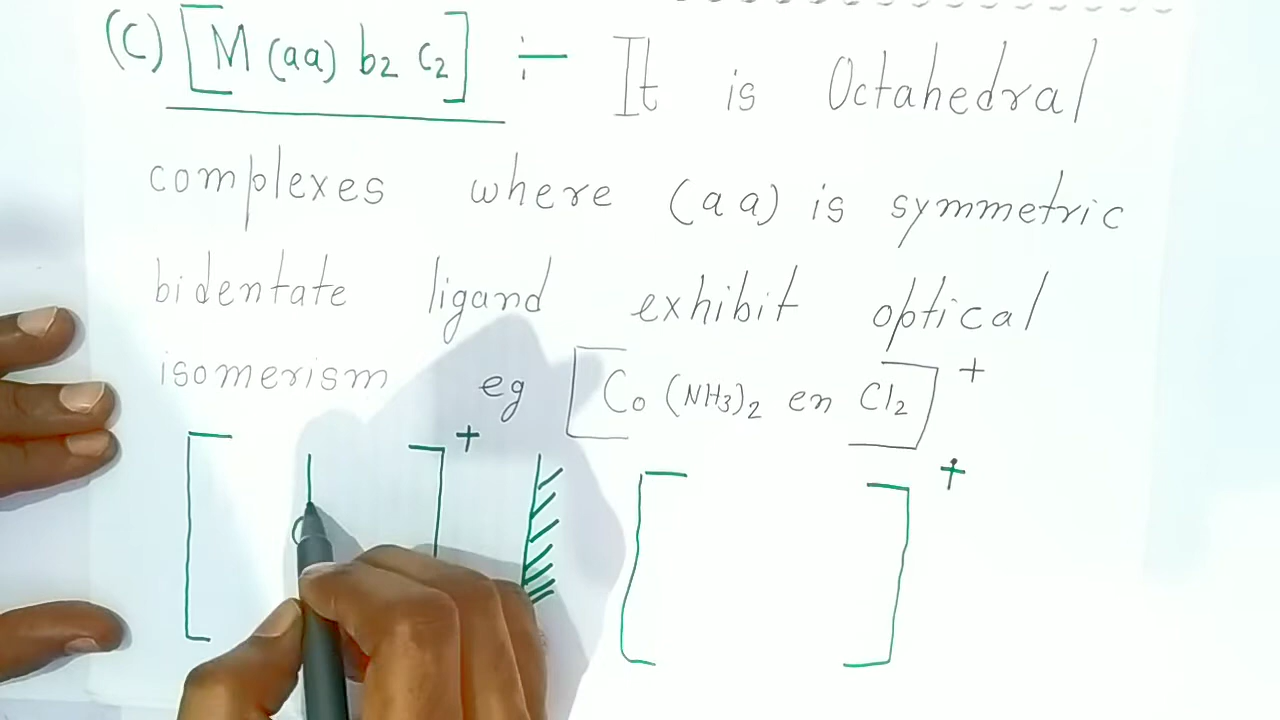 (C) [M (aa) b2 c2] :- It is Octahedral
complexes where (aa) is symmetric
bidentate ligand exhibit optical
isomerism eg [Co (NH3)2 en Cl2]+
[ ]+ [ ]+